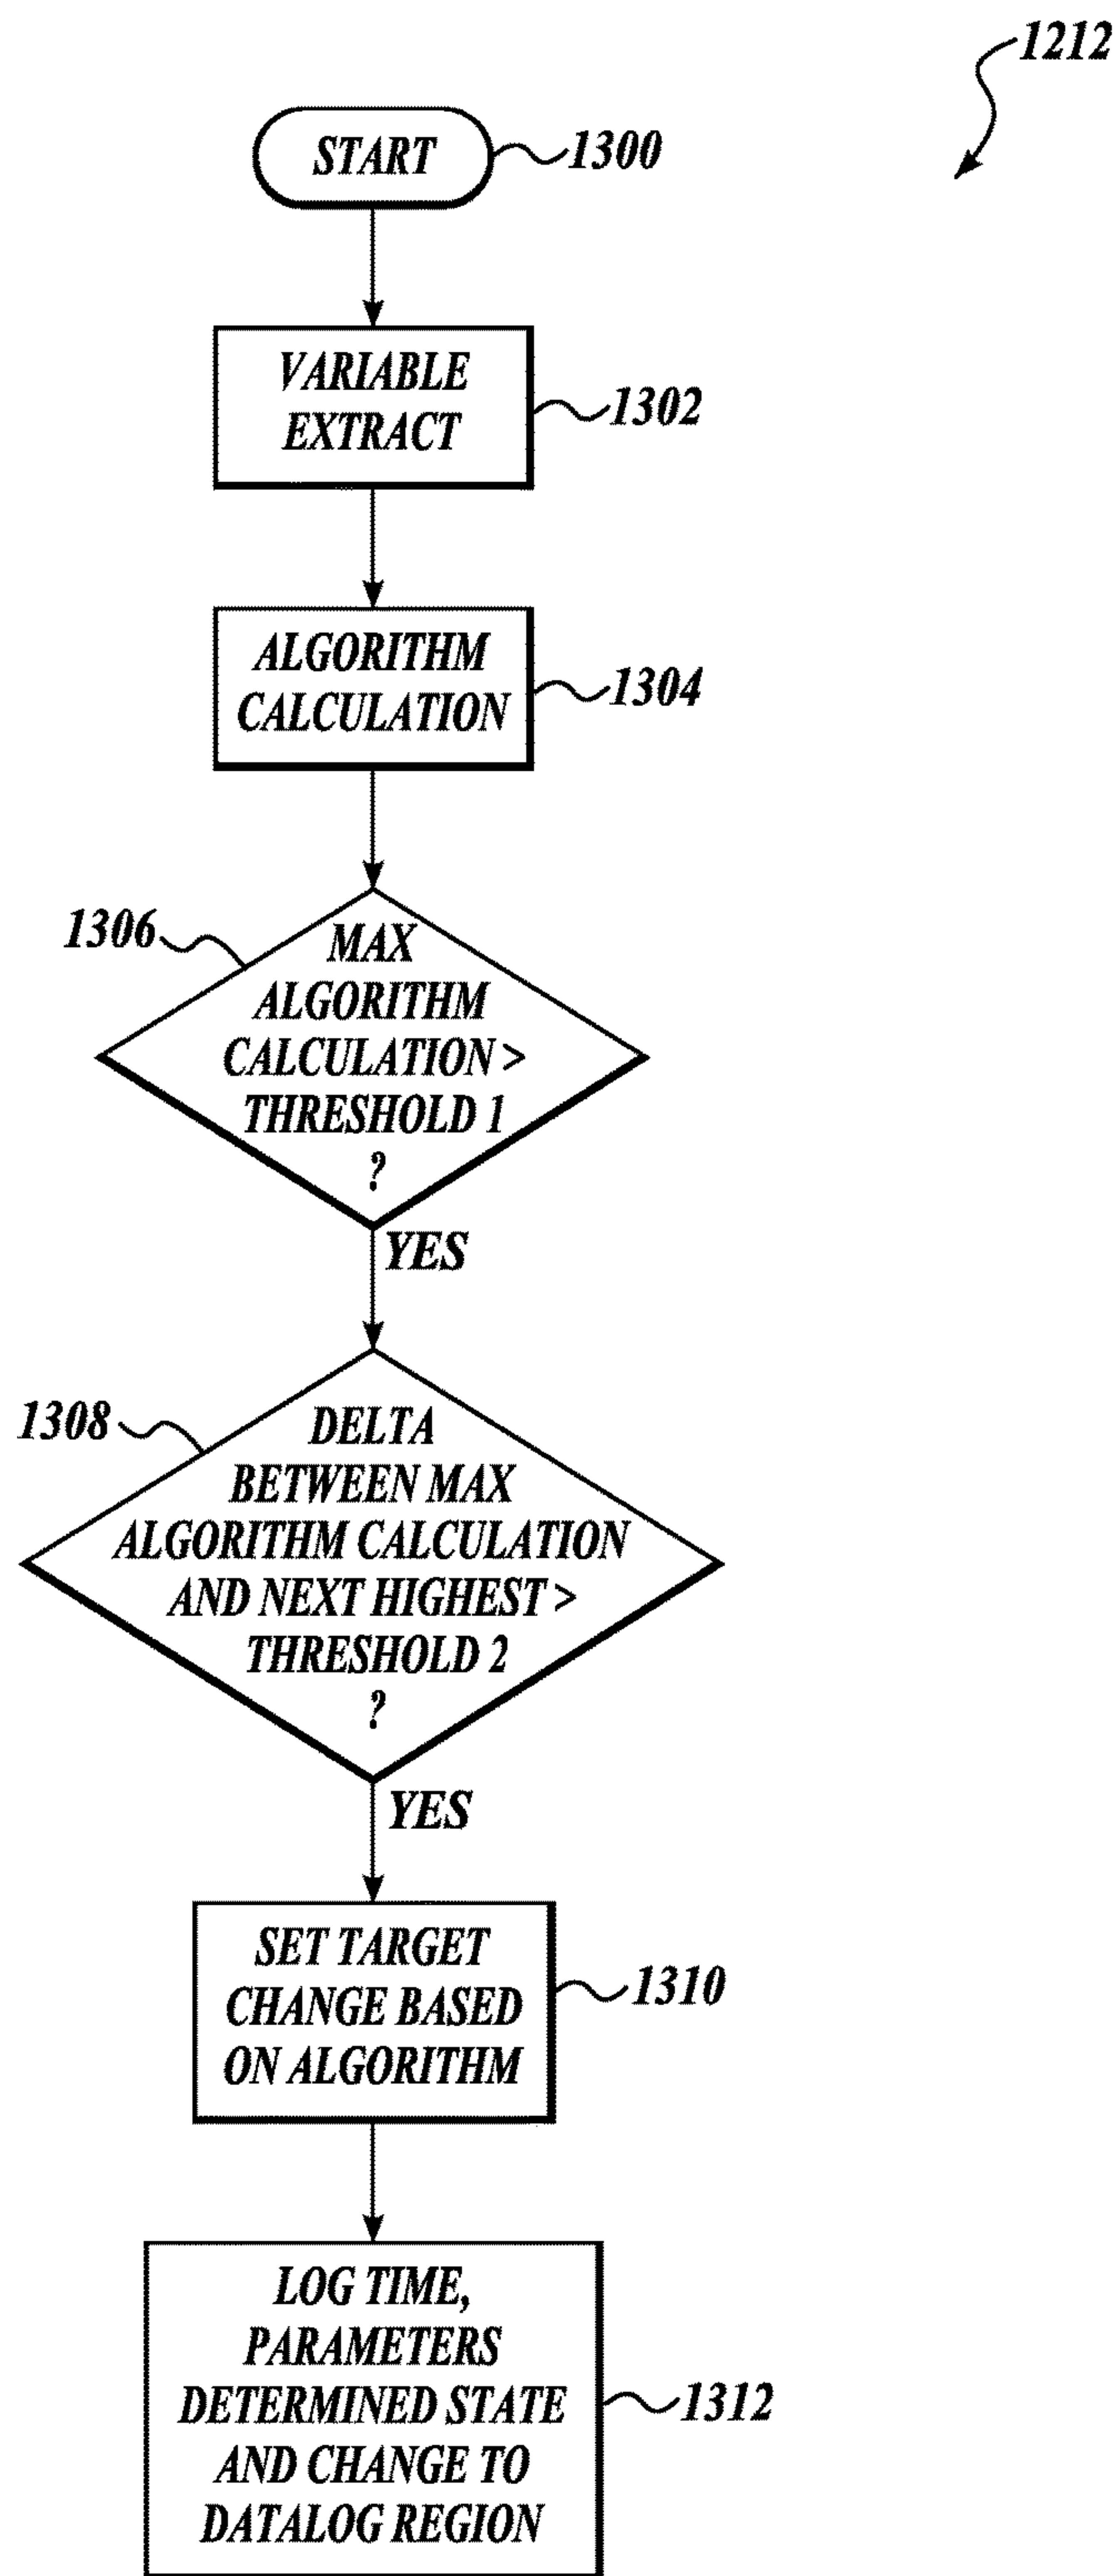 1212
START
1300
VARIABLE
EXTRACT
1302
ALGORITHM
CALCULATION
1304
1306
MAX
ALGORITHM
CALCULATION >
THRESHOLD 1
?
YES
1308
DELTA
BETWEEN MAX
ALGORITHM CALCULATION
AND NEXT HIGHEST >
THRESHOLD 2
?
YES
SET TARGET
CHANGE BASED
ON ALGORITHM
1310
LOG TIME,
PARAMETERS
DETERMINED STATE
AND CHANGE TO
DATALOG REGION
1312